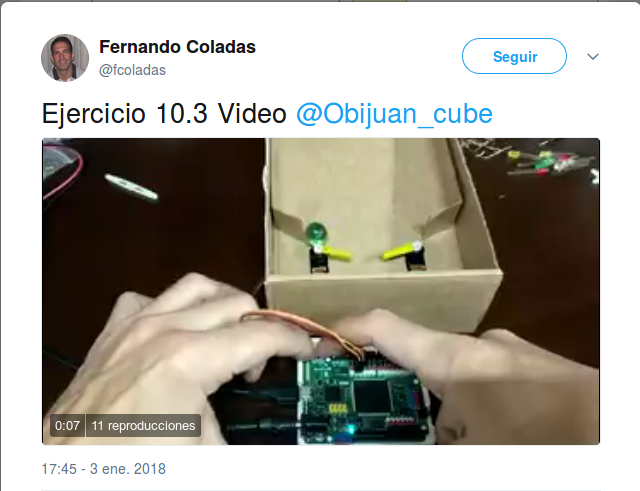 Fernando Coladas
@fcoladas
Seguir
Ejercicio 10.3 Video @Obijuan_cube
0:07 11 reproducciones
17:45 - 3 ene. 2018